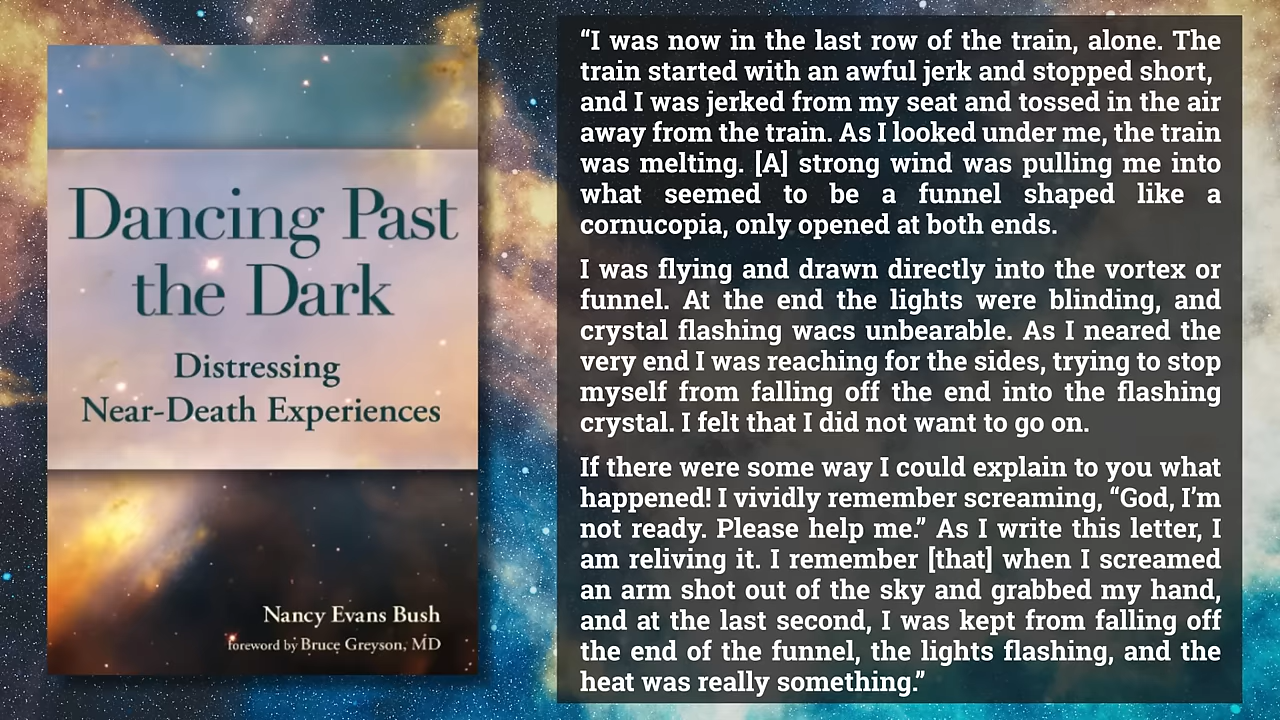 Dancing Past
the Dark
Distressing
Near-Death Experiences
Nancy Evans Bush
foreword by Bruce Greyson, MD
“I was now in the last row of the train, alone. The
train started with an awful jerk and stopped short,
and I was jerked from my seat and tossed in the air
away from the train. As I looked under me, the train
was melting. [A] strong wind was pulling me into
what seemed to be a funnel shaped like a
cornucopia, only opened at both ends.
I was flying and drawn directly into the vortex or
funnel. At the end the lights were blinding, and
crystal flashing wacs unbearable. As I neared the
very end I was reaching for the sides, trying to stop
myself from falling off the end into the flashing
crystal. I felt that I did not want to go on.
If there were some way I could explain to you what
happened! I vividly remember screaming, “God, I’m
not ready. Please help me.” As I write this letter, I
am reliving it. I remember [that] when I screamed
an arm shot out of the sky and grabbed my hand,
and at the last second, I was kept from falling off
the end of the funnel, the lights flashing, and the
heat was really something.”